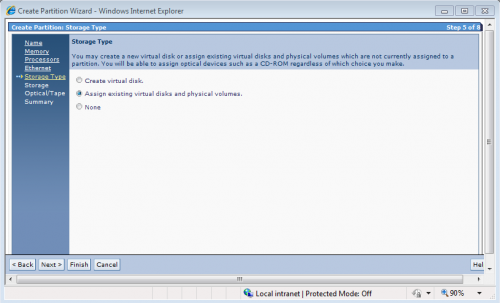 Create Partition Wizard - Windows Internet Explorer
Create Partition: Storage Type
Step 5 of 8
Name
Memory
Processors
Ethernet
Storage Type
Storage
Optical/Tape
Summary
Storage Type
You may create a new virtual disk or assign existing virtual disks and physical volumes which are not currently assigned to a
partition. You will be able to assign optical devices such as a CD-ROM regardless of which choice you make.
Create virtual disk.
Assign existing virtual disks and physical volumes.
None
< Back
Next >
Finish
Cancel
Hel
Local intranet | Protected Mode: Off
90%